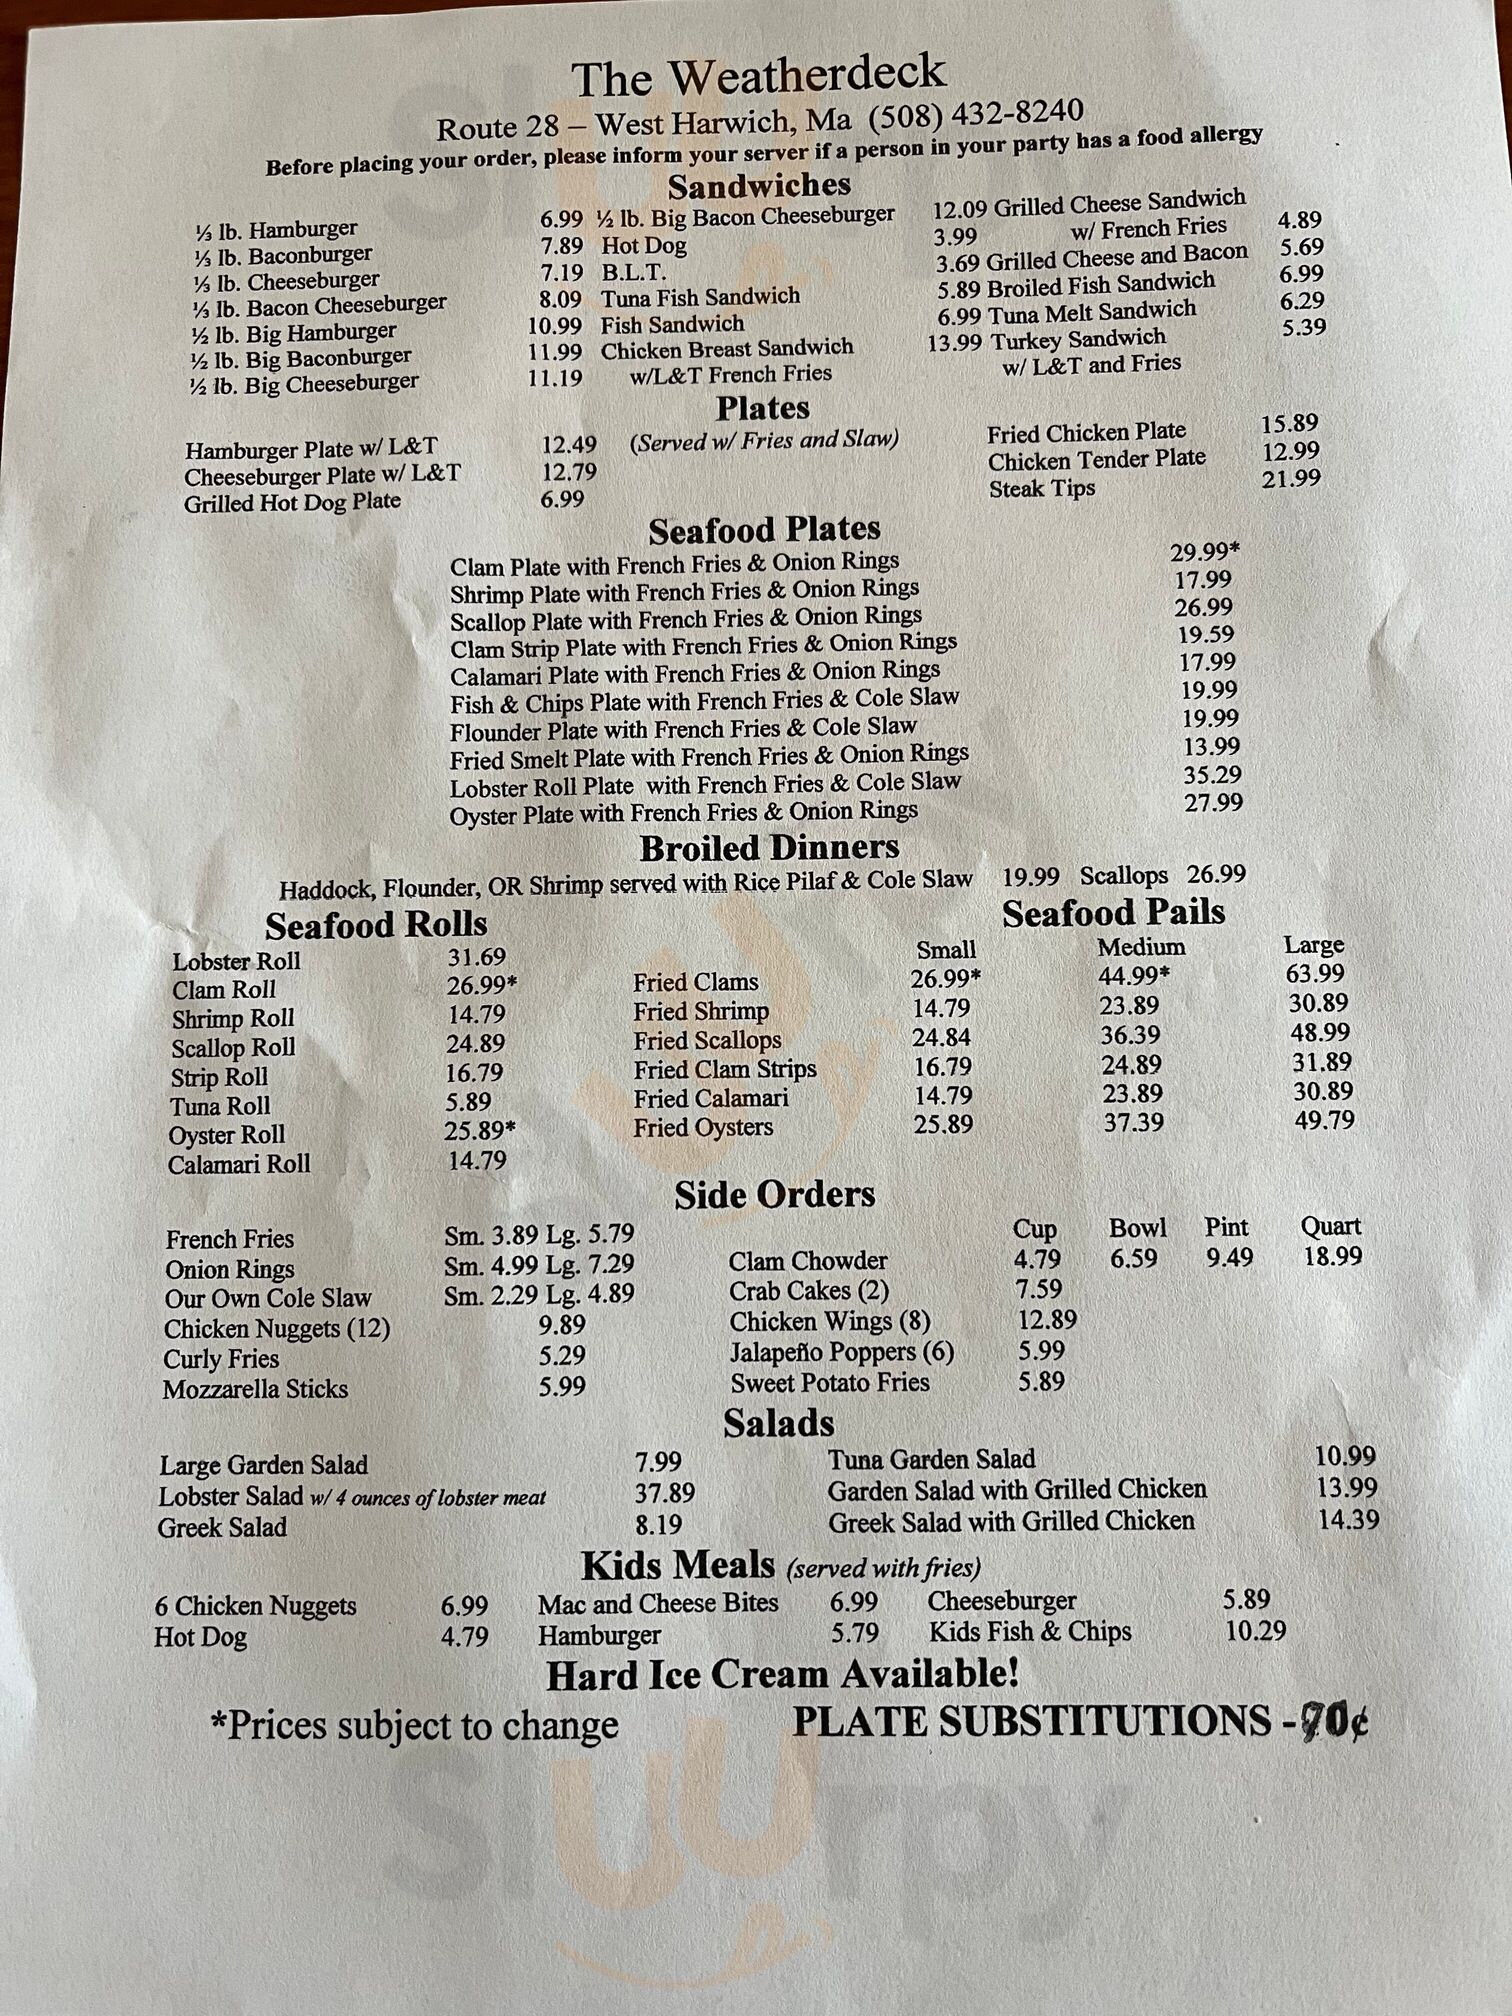 The Weatherdeck
Route 28 – West Harwich, Ma (508) 432-8240
Before placing your order, please inform your server if a person in your party has a food allergy
Sandwiches
⅓ lb. Hamburger 6.99
⅓ lb. Baconburger 7.89
⅓ lb. Cheeseburger 7.19
⅓ lb. Bacon Cheeseburger 8.09
½ lb. Big Hamburger 10.99
½ lb. Big Baconburger 11.99
½ lb. Big Cheeseburger 11.19
½ lb. Big Bacon Cheeseburger 12.09
Hot Dog 3.99
B.L.T. 3.69
Tuna Fish Sandwich 5.89
Fish Sandwich 6.99
Chicken Breast Sandwich 13.99
w/L&T French Fries
Grilled Cheese Sandwich
w/ French Fries 4.89
Grilled Cheese and Bacon 5.69
Broiled Fish Sandwich 6.99
Tuna Melt Sandwich 6.29
Turkey Sandwich 5.39
w/ L&T and Fries
Plates
(Served w/ Fries and Slaw)
Hamburger Plate w/ L&T 12.49
Cheeseburger Plate w/ L&T 12.79
Grilled Hot Dog Plate 6.99
Fried Chicken Plate 15.89
Chicken Tender Plate 12.99
Steak Tips 21.99
Seafood Plates
Clam Plate with French Fries & Onion Rings 29.99*
Shrimp Plate with French Fries & Onion Rings 17.99
Scallop Plate with French Fries & Onion Rings 26.99
Clam Strip Plate with French Fries & Onion Rings 19.59
Calamari Plate with French Fries & Onion Rings 17.99
Fish & Chips Plate with French Fries & Cole Slaw 19.99
Flounder Plate with French Fries & Cole Slaw 19.99
Fried Smelt Plate with French Fries & Onion Rings 13.99
Lobster Roll Plate with French Fries & Cole Slaw 35.29
Oyster Plate with French Fries & Onion Rings 27.99
Broiled Dinners
Haddock, Flounder, OR Shrimp served with Rice Pilaf & Cole Slaw 19.99 Scallops 26.99
Seafood Rolls
Lobster Roll 31.69
Clam Roll 26.99*
Shrimp Roll 14.79
Scallop Roll 24.89
Strip Roll 16.79
Tuna Roll 5.89
Oyster Roll 25.89*
Calamari Roll 14.79
Seafood Pails
Small Medium Large
Fried Clams 26.99* 44.99* 63.99
Fried Shrimp 14.79 23.89 30.89
Fried Scallops 24.84 36.39 48.99
Fried Clam Strips 16.79 24.89 31.89
Fried Calamari 14.79 23.89 30.89
Fried Oysters 25.89 37.39 49.79
Side Orders
French Fries Sm. 3.89 Lg. 5.79
Onion Rings Sm. 4.99 Lg. 7.29
Our Own Cole Slaw Sm. 2.29 Lg. 4.89
Chicken Nuggets (12) 9.89
Curly Fries 5.29
Mozzarella Sticks 5.99
Cup Bowl Pint Quart
Clam Chowder 4.79 6.59 9.49 18.99
Crab Cakes (2) 7.59
Chicken Wings (8) 12.89
Jalapeño Poppers (6) 5.99
Sweet Potato Fries 5.89
Salads
Large Garden Salad 7.99
Lobster Salad w/ 4 ounces of lobster meat 37.89
Greek Salad 8.19
Tuna Garden Salad 10.99
Garden Salad with Grilled Chicken 13.99
Greek Salad with Grilled Chicken 14.39
Kids Meals (served with fries)
6 Chicken Nuggets 6.99 Mac and Cheese Bites 6.99 Cheeseburger 5.89
Hot Dog 4.79 Hamburger 5.79 Kids Fish & Chips 10.29
Hard Ice Cream Available!
*Prices subject to change PLATE SUBSTITUTIONS -90¢
sluurpy